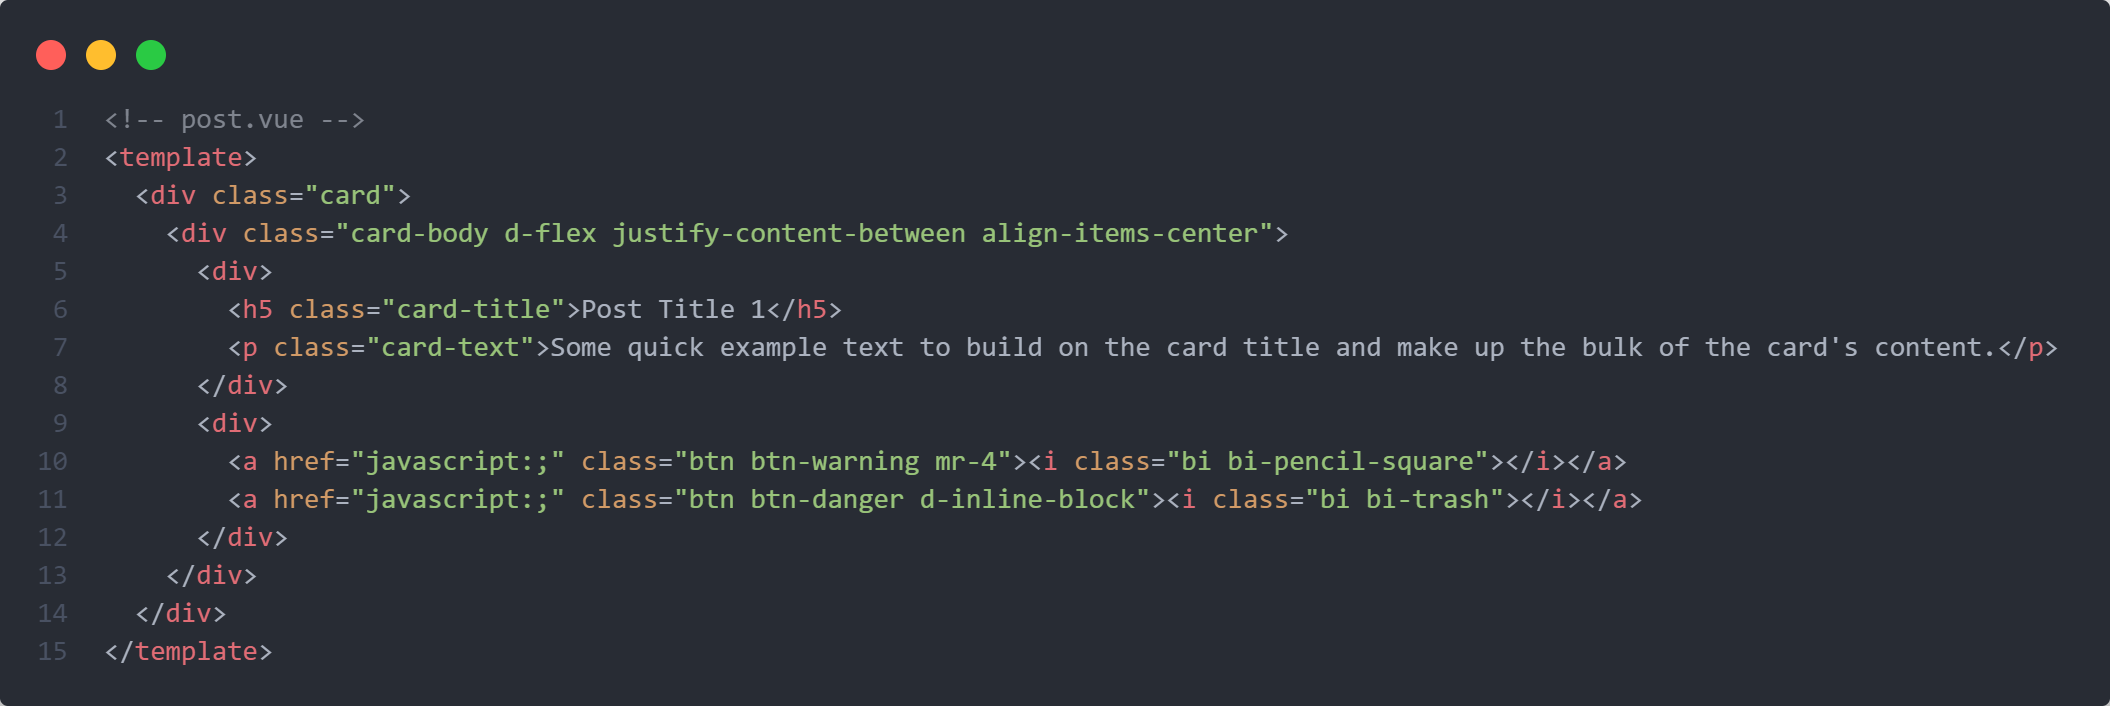 1 <!-- post.vue -->
2 <template>
3   <div class="card">
4     <div class="card-body d-flex justify-content-between align-items-center">
5       <div>
6         <h5 class="card-title">Post Title 1</h5>
7         <p class="card-text">Some quick example text to build on the card title and make up the bulk of the card's content.</p>
8       </div>
9       <div>
10         <a href="javascript:;" class="btn btn-warning mr-4"><i class="bi bi-pencil-square"></i></a>
11         <a href="javascript:;" class="btn btn-danger d-inline-block"><i class="bi bi-trash"></i></a>
12       </div>
13     </div>
14   </div>
15 </template>